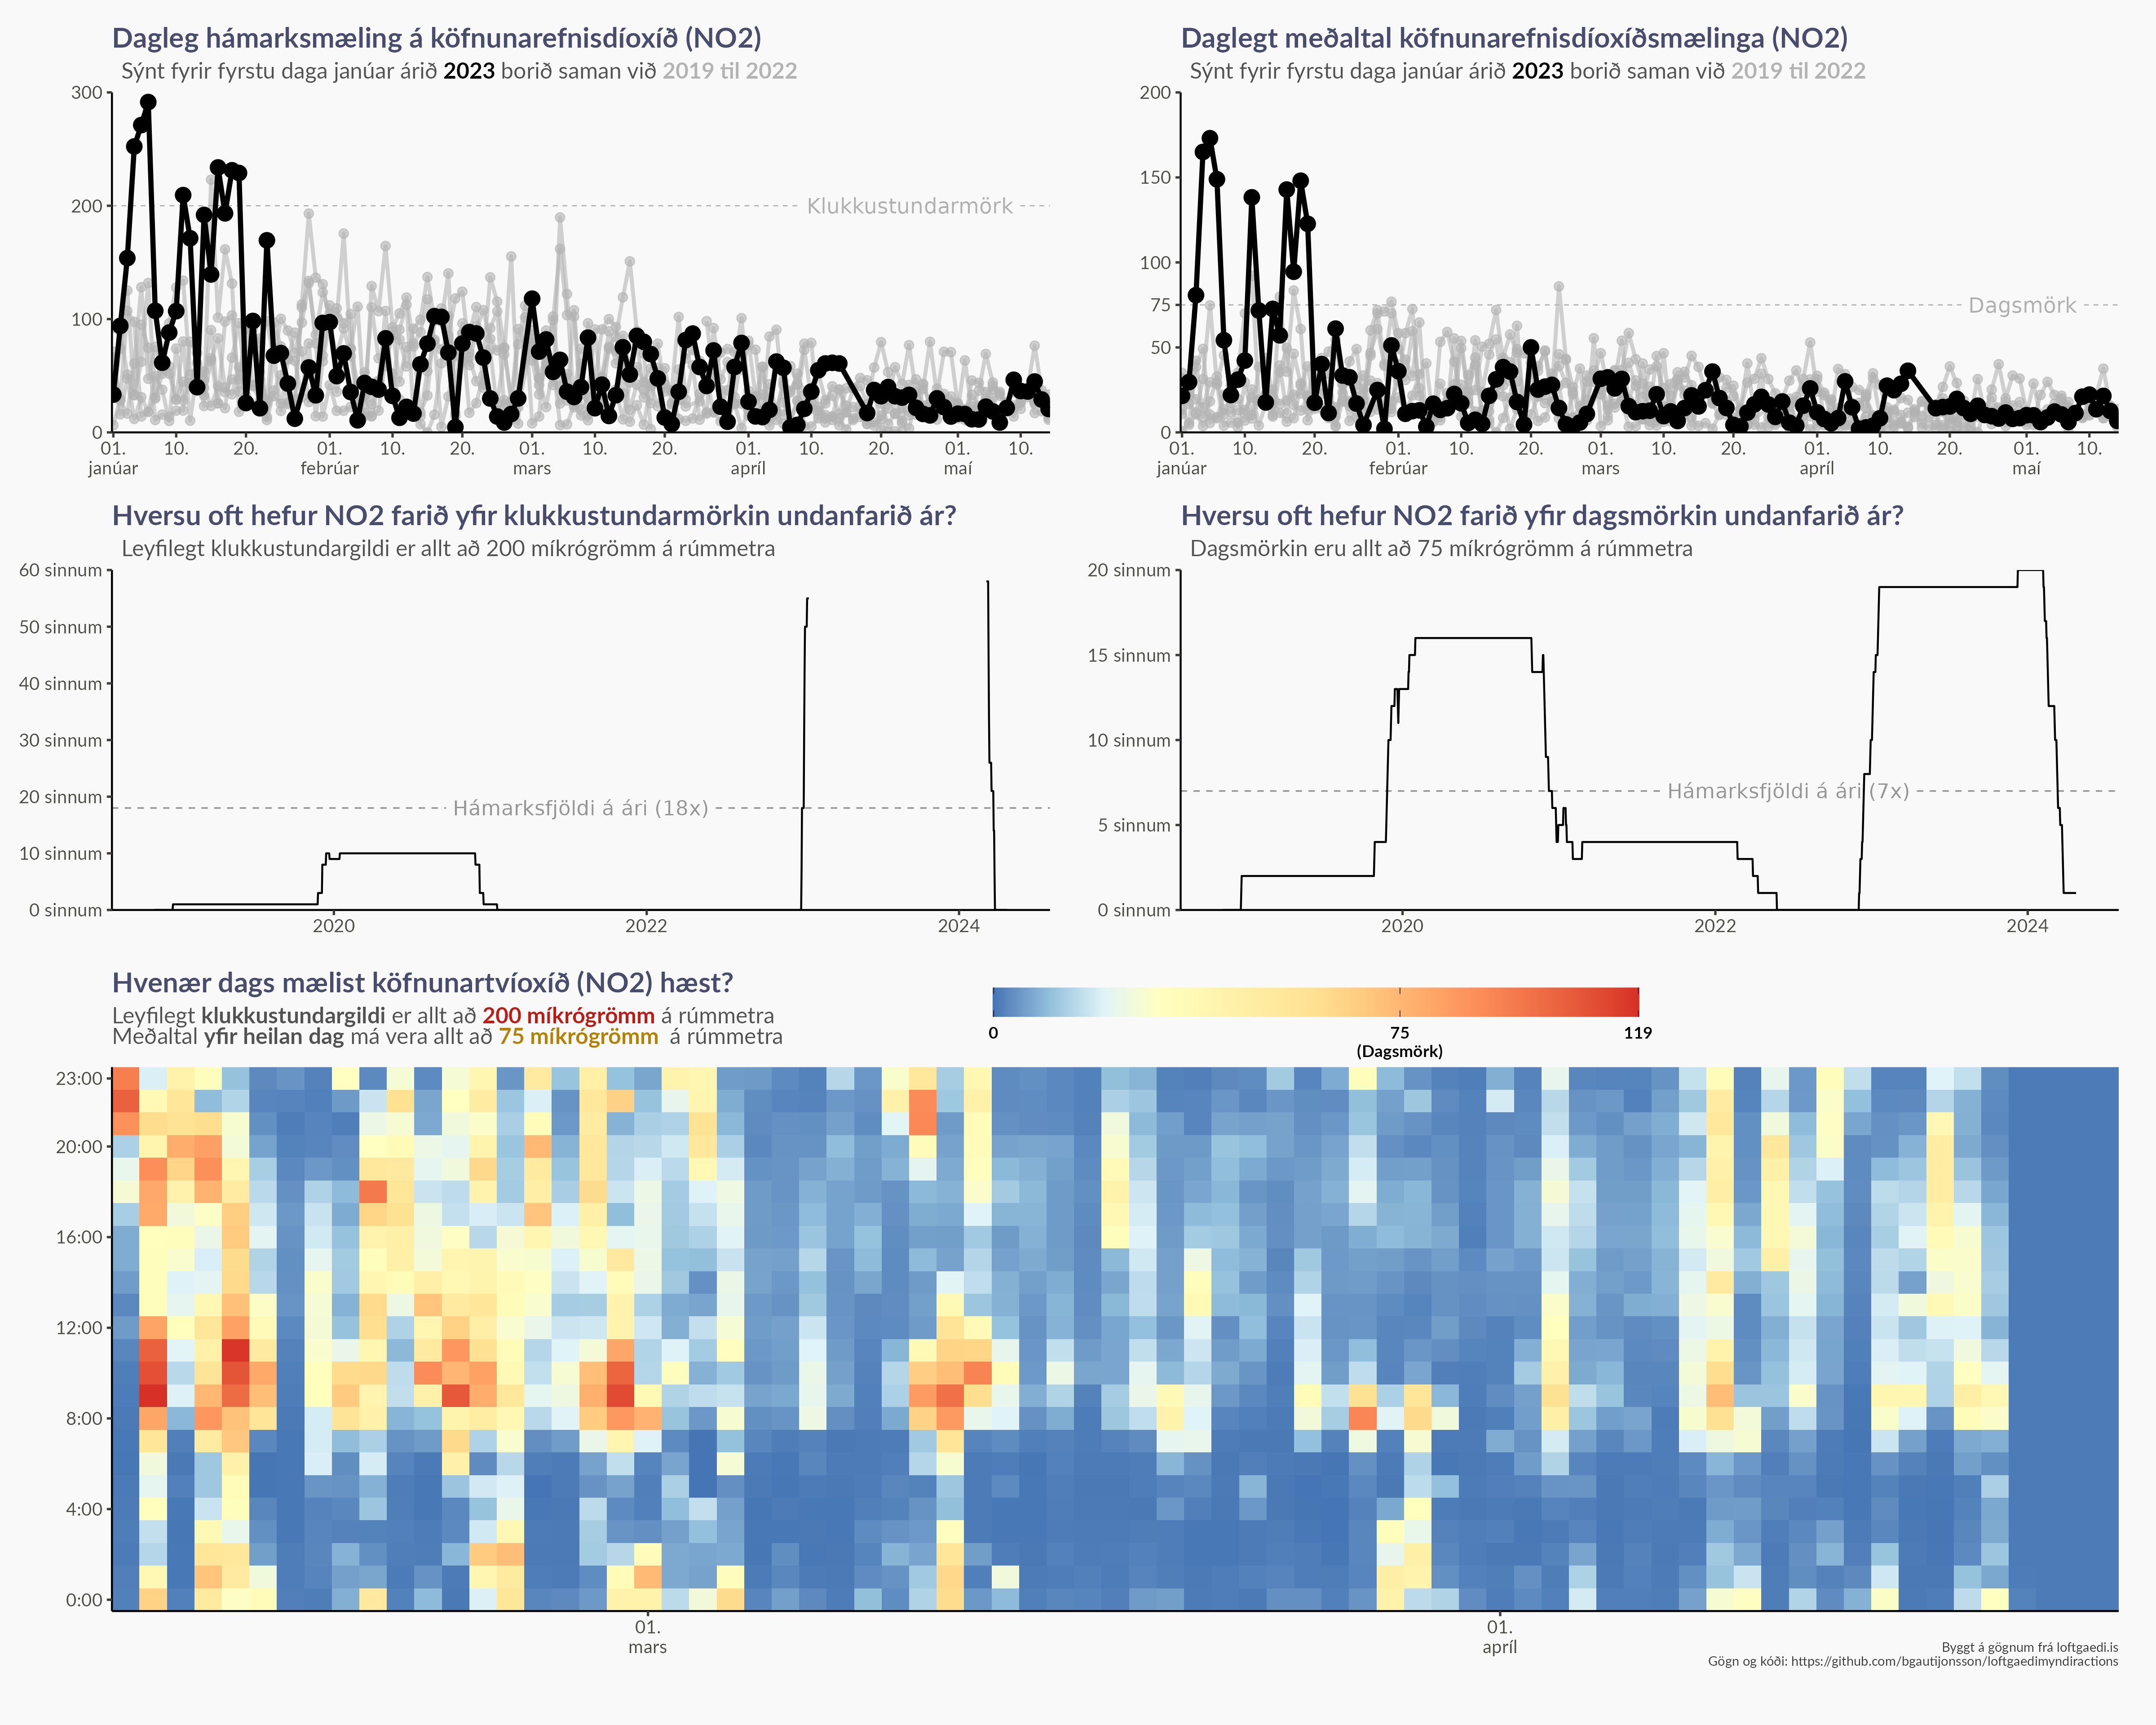 Dagleg hámarksmæling á köfnunarefnisdíoxíð (NO2)
Sýnt fyrir fyrstu daga janúar árið 2023 borið saman við 2019 til 2022
300
200
100
0
Klukkustundarmörk
01. 10. 20. 01. 10. 20. 01. 10. 20. 01. 10. 20. 01. 10.
janúar febrúar mars apríl maí
Daglegt meðaltal köfnunarefnisdíoxíðsmælinga (NO2)
Sýnt fyrir fyrstu daga janúar árið 2023 borið saman við 2019 til 2022
200
150
100
75
50
0
Dagsmörk
01. 10. 20. 01. 10. 20. 01. 10. 20. 01. 10. 20. 01. 10.
janúar febrúar mars apríl maí
Hversu oft hefur NO2 farið yfir klukkustundarmörkin undanfarið ár?
Leyfilegt klukkustundargildi er allt að 200 míkrógrömm á rúmmetra
60 sinnum
50 sinnum
40 sinnum
30 sinnum
20 sinnum
10 sinnum
0 sinnum
Hámarksfjöldi á ári (18x)
2020 2022 2024
Hversu oft hefur NO2 farið yfir dagsmörkin undanfarið ár?
Dagsmörkin eru allt að 75 míkrógrömm á rúmmetra
20 sinnum
15 sinnum
10 sinnum
5 sinnum
0 sinnum
Hámarksfjöldi á ári (7x)
2020 2022 2024
Hvenær dags mælist köfnunartvíoxíð (NO2) hæst?
Leyfilegt klukkustundargildi er allt að 200 míkrógrömm á rúmmetra
Meðaltal yfir heilan dag má vera allt að 75 míkrógrömm á rúmmetra
0 75 119
(Dagsmörk)
23:00
20:00
16:00
12:00
8:00
4:00
0:00
01. 01.
mars apríl
Byggt á gögnum frá loftgaedi.is
Gögn og kóði: https://github.com/bgautijonsson/loftgaedimyndiractions